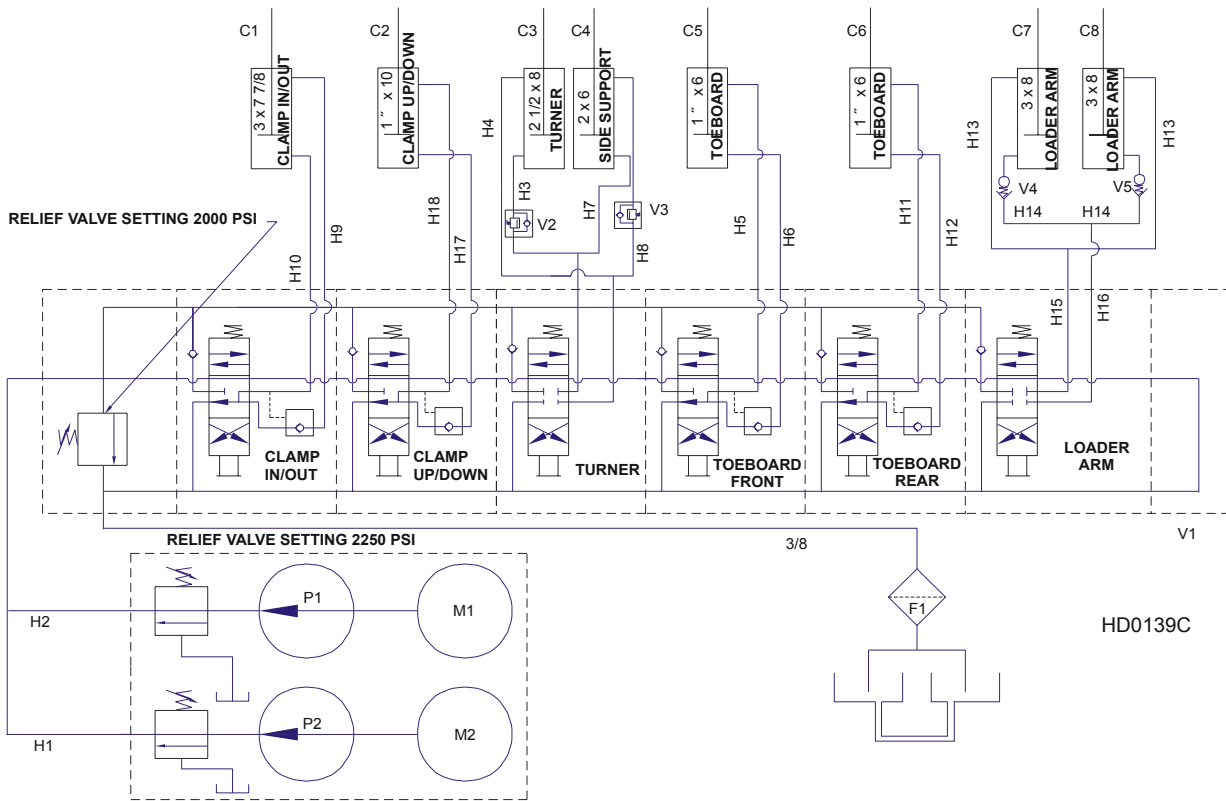 C1
C2
C3
C4
C5
C6
C7
C8
3 x 7 7/8
CLAMP IN/OUT
1 " x 10
CLAMP UP/DOWN
2 1/2 x 8
TURNER
2 x 6
SIDE SUPPORT
1 " x 6
TOEBOARD
1 " x 6
TOEBOARD
3 x 8
LOADER ARM
3 x 8
LOADER ARM
H4
H13
H13
H3
H7
V2
V3
V4
V5
H14
H14
RELIEF VALVE SETTING 2000 PSI
H10
H9
H18
H17
H8
H5
H6
H11
H12
H15
H16
CLAMP
IN/OUT
CLAMP
UP/DOWN
TURNER
TOEBOARD
FRONT
TOEBOARD
REAR
LOADER
ARM
V1
RELIEF VALVE SETTING 2250 PSI
3/8
H2
P1
M1
F1
HD0139C
H1
P2
M2